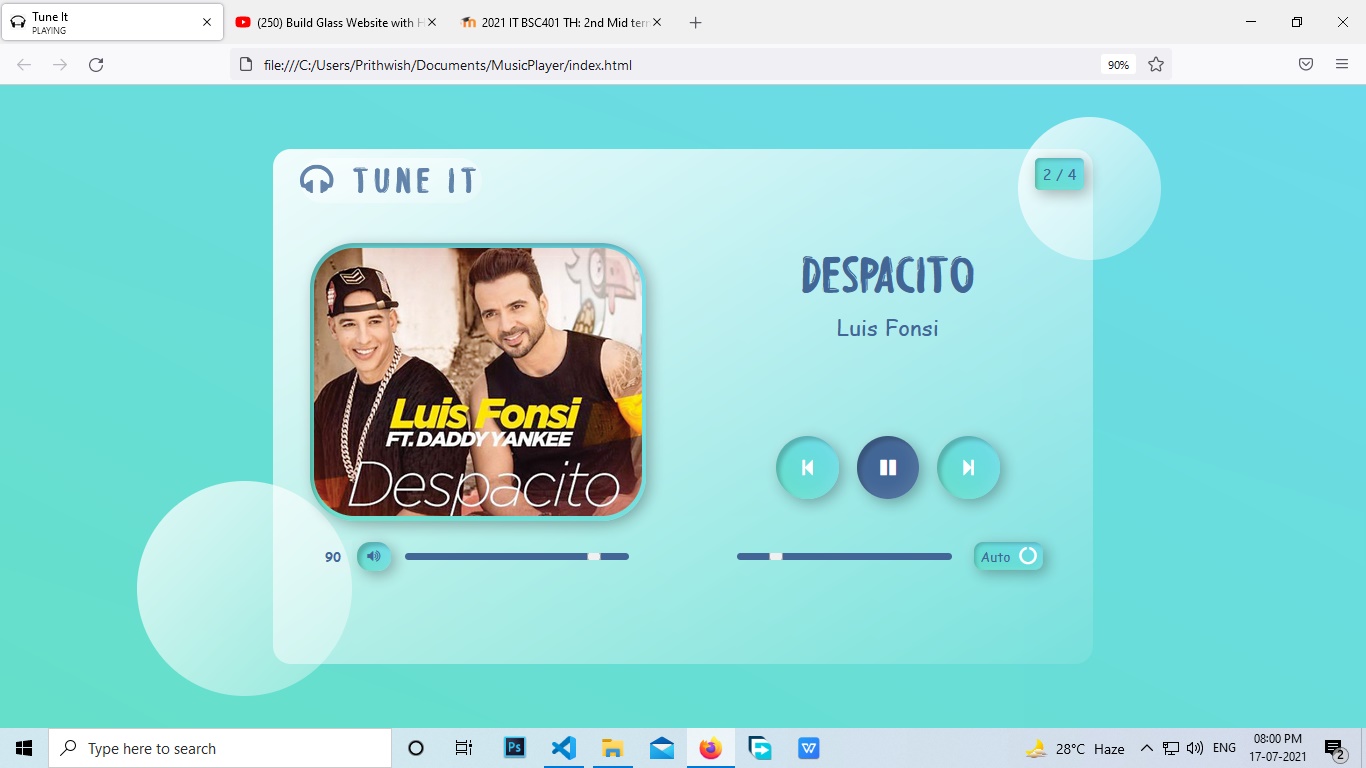 Tune It
PLAYING
(250) Build Glass Website with H
2021 IT BSC401 TH: 2nd Mid term
file:///C:/Users/Prithwish/Documents/MusicPlayer/index.html
90%
TUNE IT
2 / 4
DESPACITO
Luis Fonsi
Luis Fonsi
FT. DADDY YANKEE
Despacito
90
Auto
Type here to search
Ps
W
28°C Haze
ENG
08:00 PM
17-07-2021
2